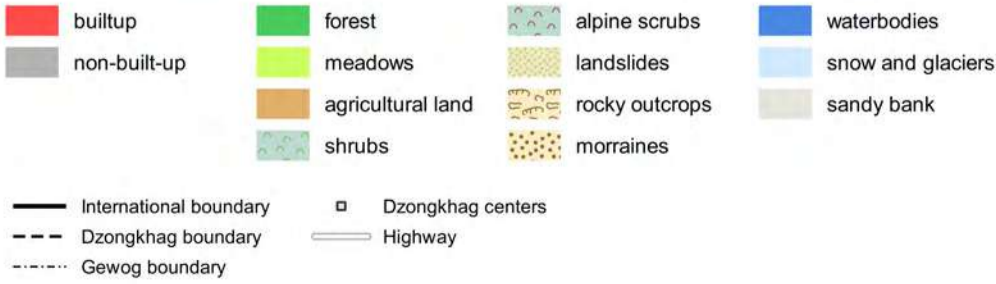 builtup
forest
alpine scrubs
waterbodies
non-built-up
meadows
landslides
snow and glaciers
agricultural land
rocky outcrops
sandy bank
shrubs
morraines
International boundary
Dzongkhag centers
Dzongkhag boundary
Highway
Gewog boundary